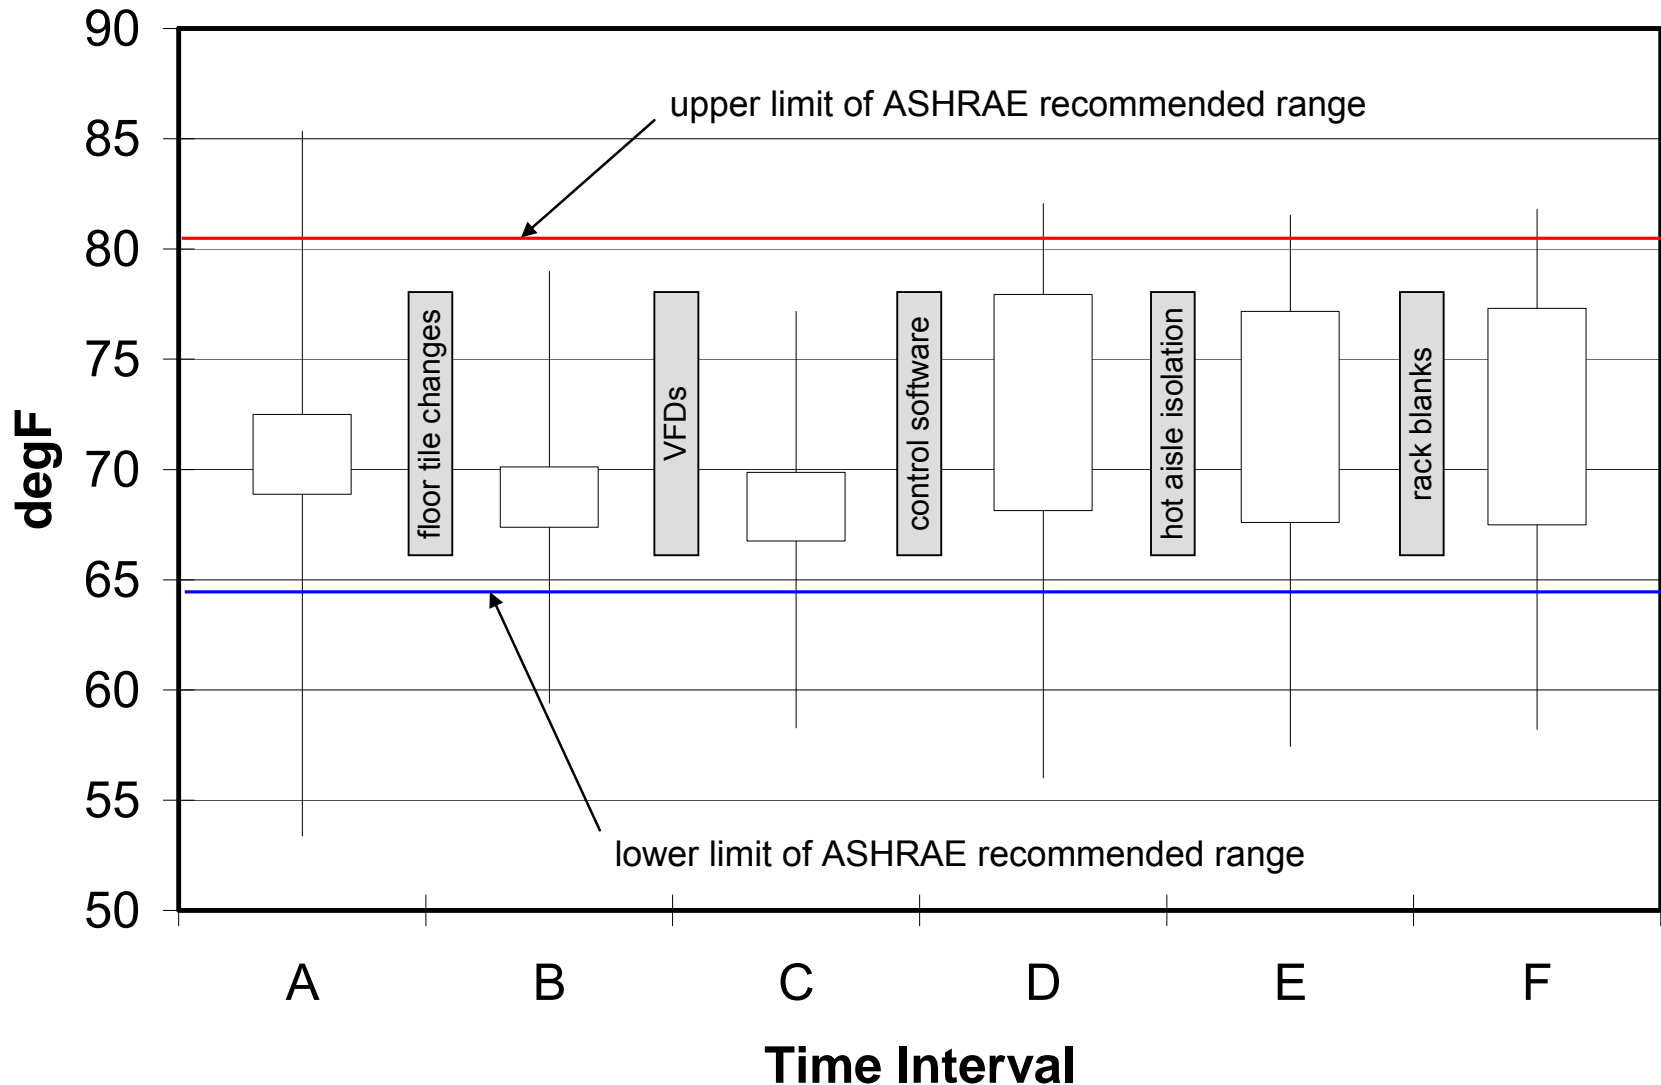 90
85
80
75
70
65
60
55
50
degF
upper limit of ASHRAE recommended range
floor tile changes
VFDs
control software
hot aisle isolation
rack blanks
lower limit of ASHRAE recommended range
A B C D E F
Time Interval